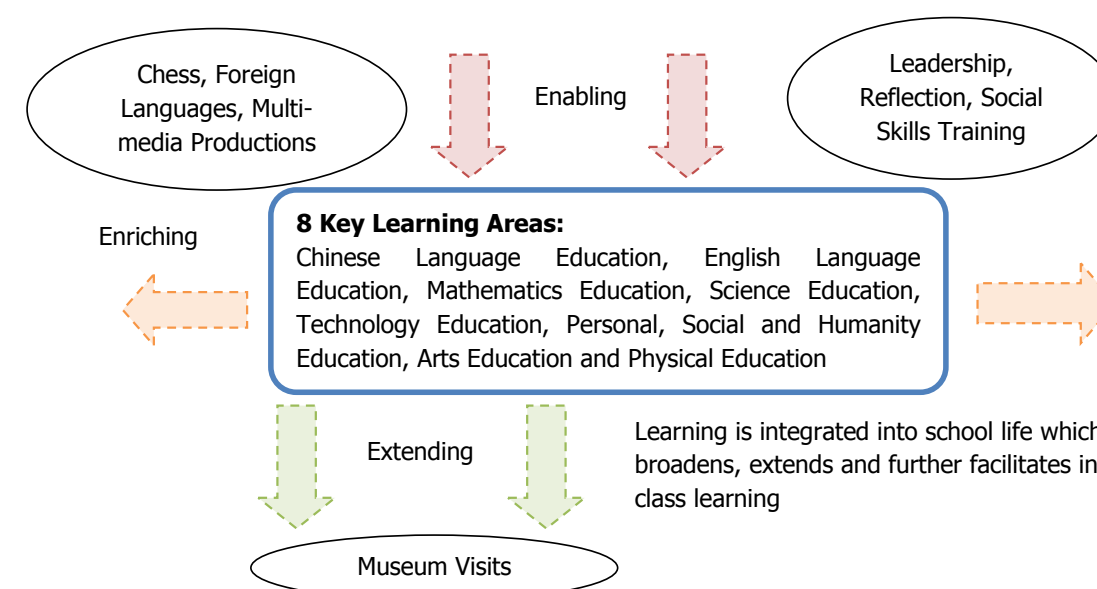 Chess, Foreign
Languages, Multi-
media Productions
Enabling
Leadership,
Reflection, Social
Skills Training
Enriching
8 Key Learning Areas:
Chinese Language Education, English Language
Education, Mathematics Education, Science Education,
Technology Education, Personal, Social and Humanity
Education, Arts Education and Physical Education
Extending
Learning is integrated into school life which
broadens, extends and further facilitates in
class learning
Museum Visits